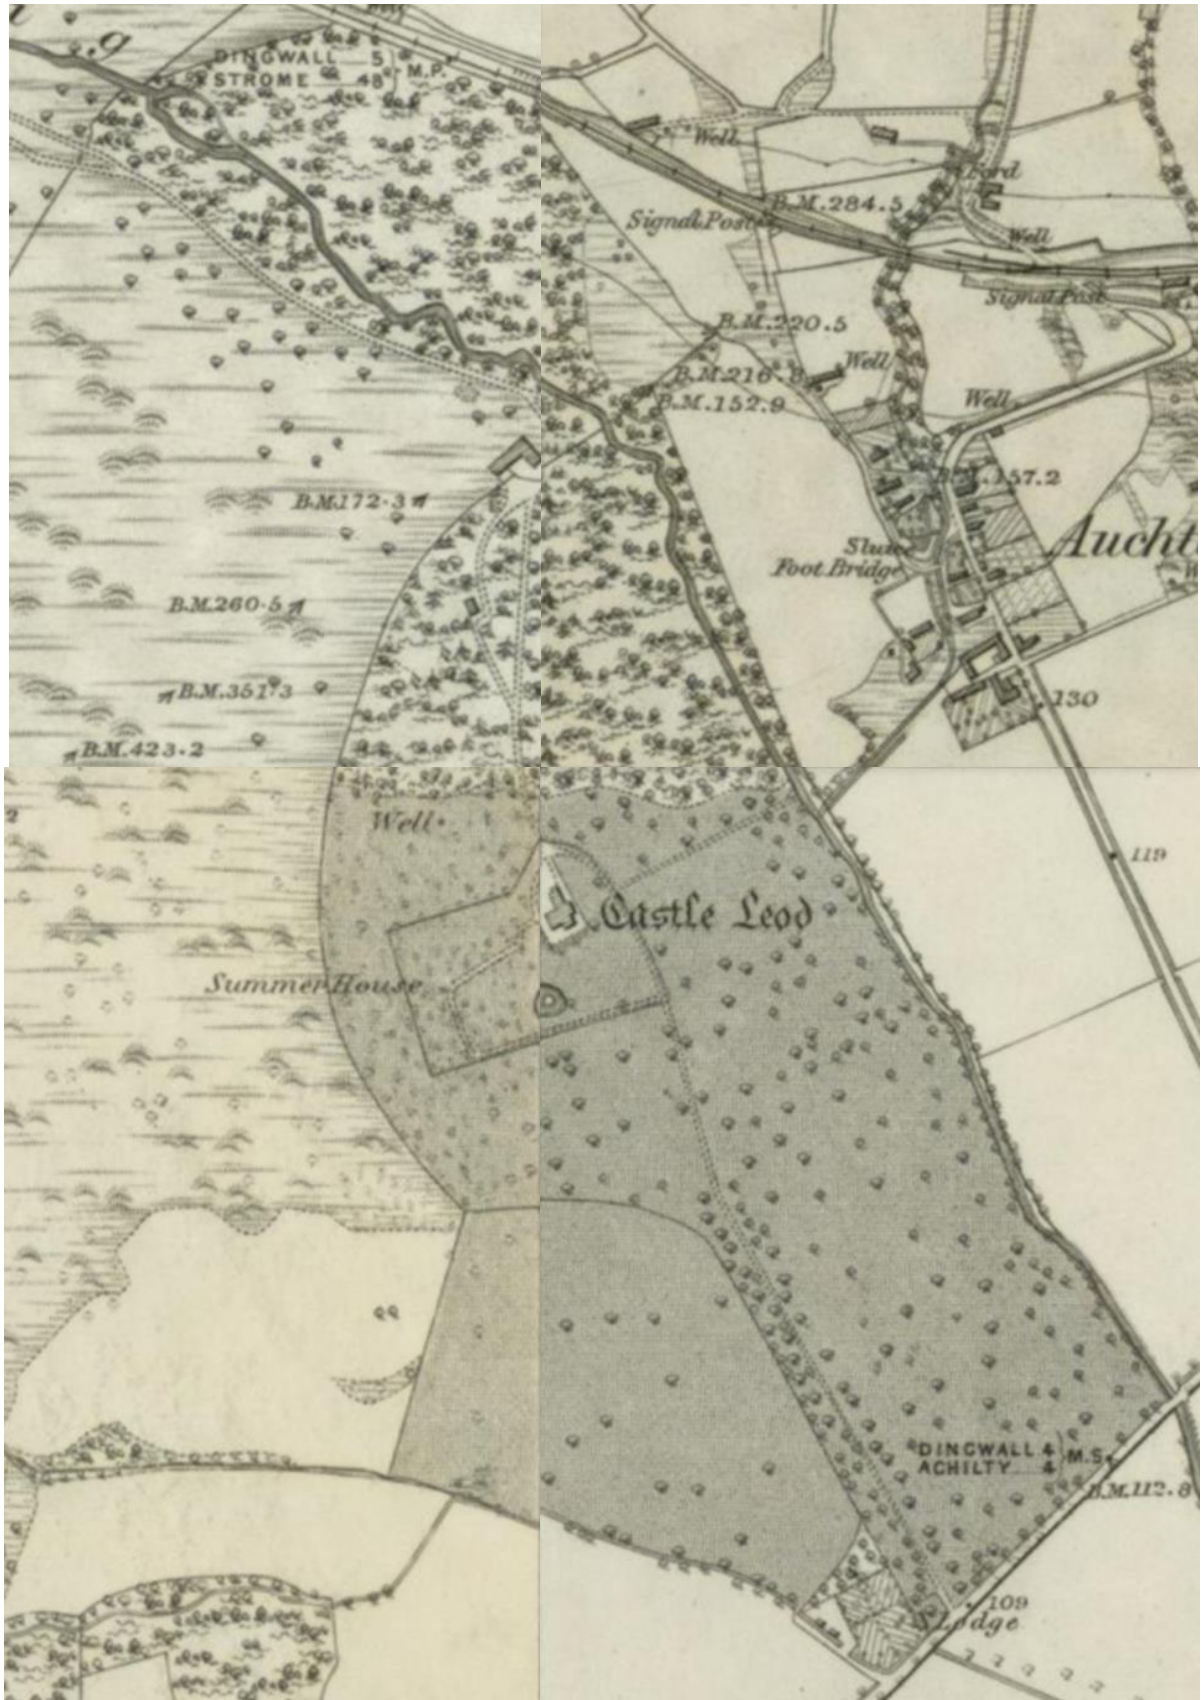 g
DINGWALL 5
STROME 48
M.P.
Well
Ford
B.M. 284.5
Signal Post
Well
Signal Post
B.M. 220.5
Well
B.M. 216.8
B.M. 152.9
Well
B.M. 157.2
B.M. 172.3
Sluice
Foot Bridge
Aucht
W
B.M. 260.5
B.M. 351.3
130
B.M. 423.2
2
Well
119
Castle Leod
Summer House
DINGWALL 4
ACHILTY 4
M.S.
B.M. 112.8
109
Lodge